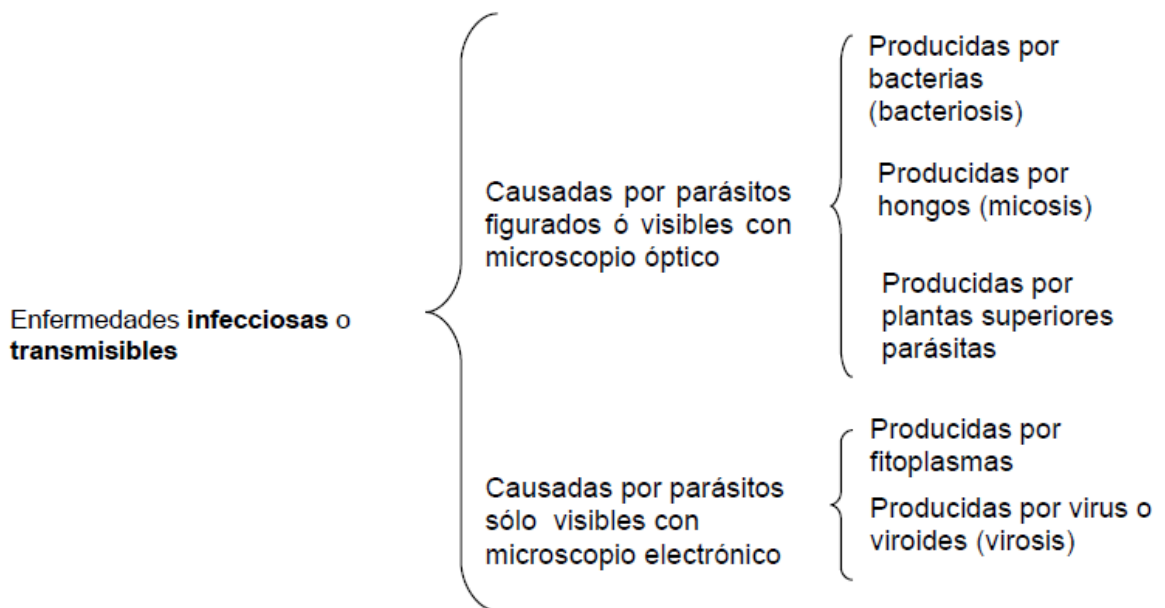 Enfermedades infecciosas o
transmisibles
Causadas por parásitos
figurados ó visibles con
microscopio óptico
Producidas por
bacterias
(bacteriosis)
Producidas por
hongos (micosis)
Producidas por
plantas superiores
parásitas
Causadas por parásitos
sólo visibles con
microscopio electrónico
Producidas por
fitoplasmas
Producidas por virus o
viroides (virosis)